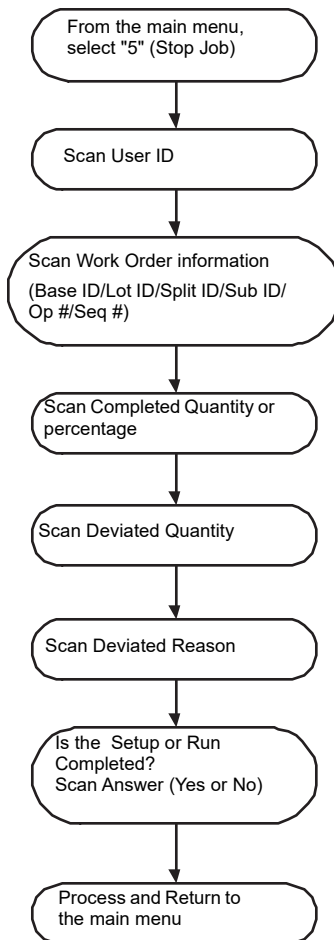 From the main menu,
select "5" (Stop Job)
Scan User ID
Scan Work Order information
(Base ID/Lot ID/Split ID/Sub ID/
Op #/Seq #)
Scan Completed Quantity or
percentage
Scan Deviated Quantity
Scan Deviated Reason
Is the Setup or Run
Completed?
Scan Answer (Yes or No)
Process and Return to
the main menu